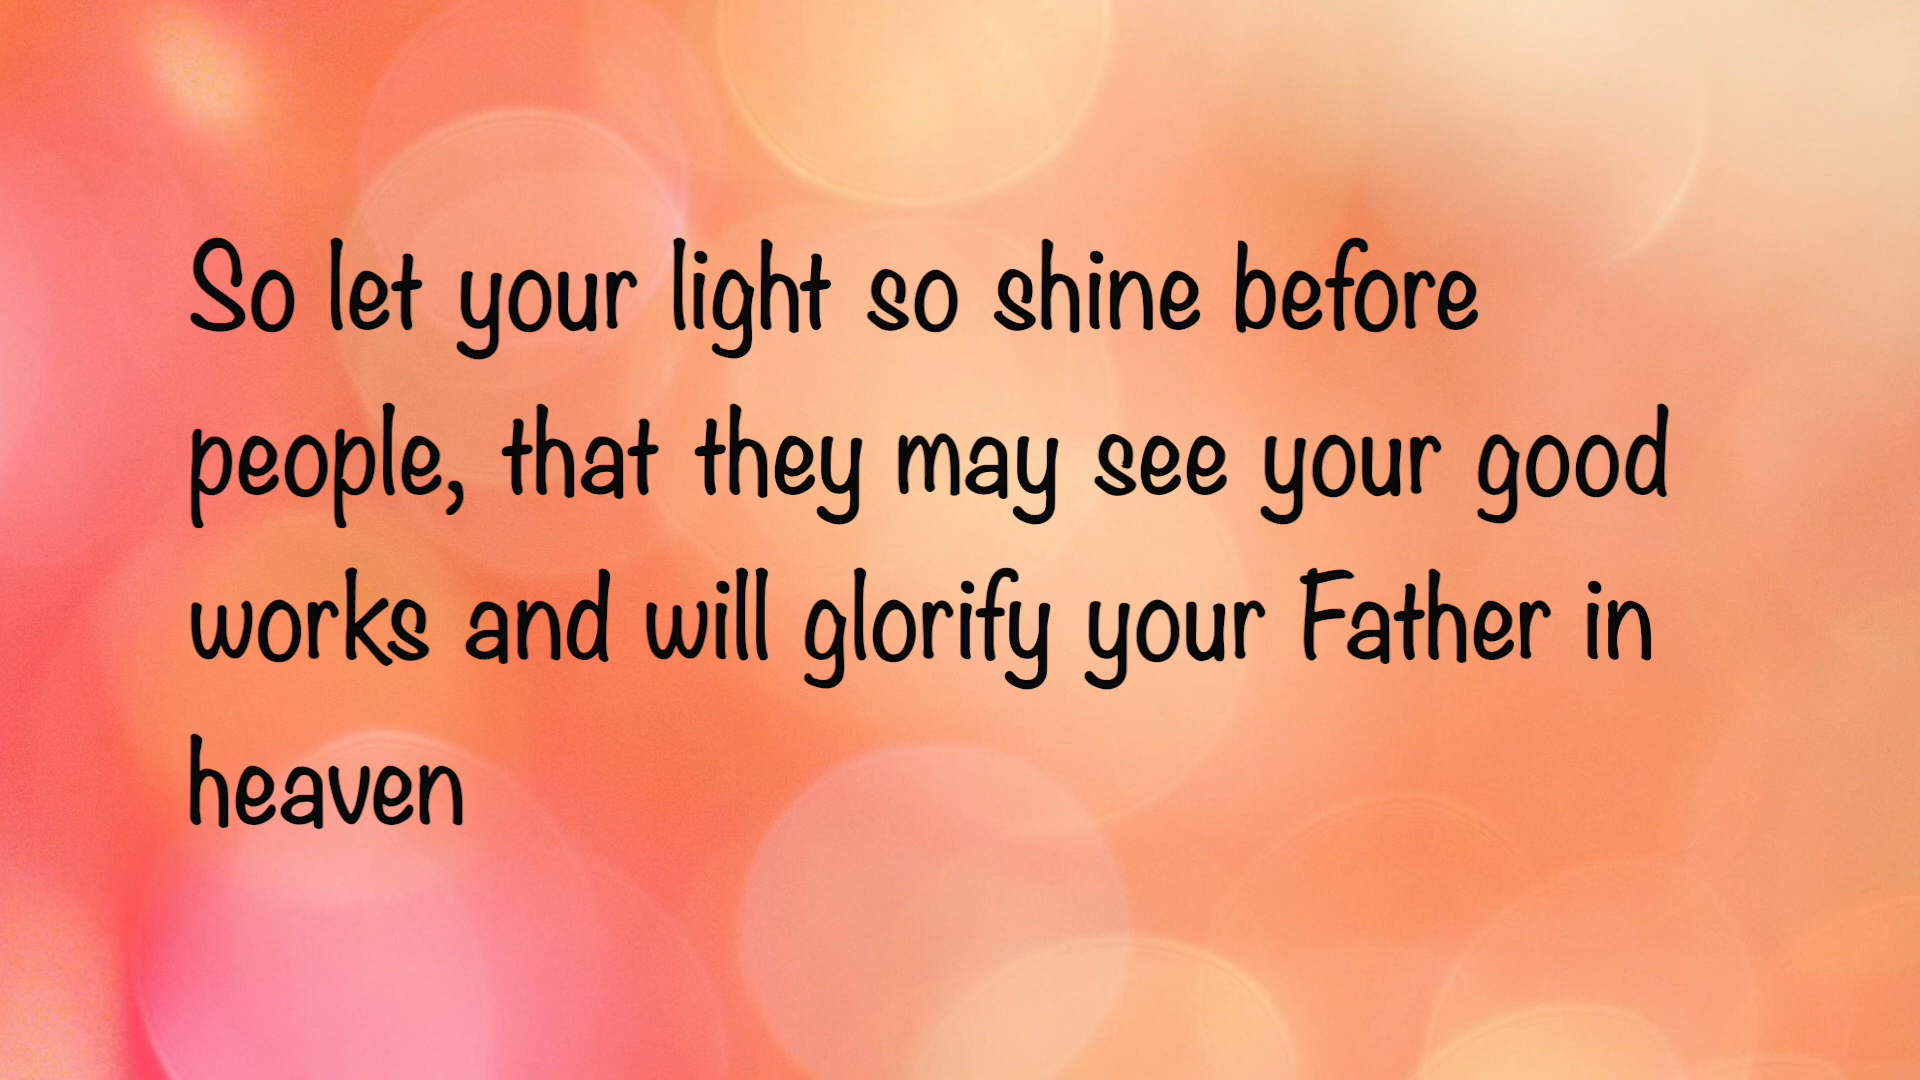 So let your light so shine before
people, that they may see your good
works and will glorify your Father in
heaven